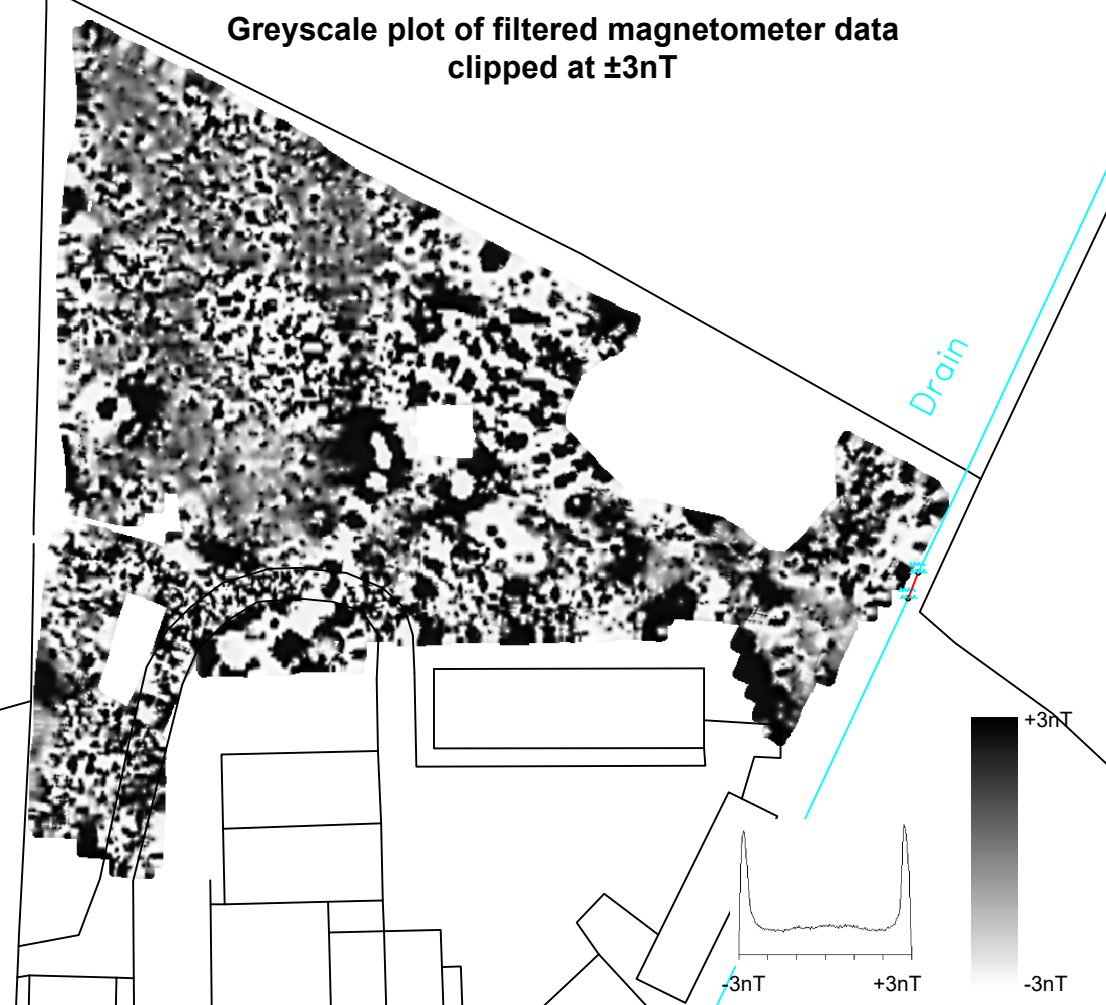 Greyscale plot of filtered magnetometer data
clipped at ±3nT
Drain
+3nT
-3nT
+3nT
-3nT